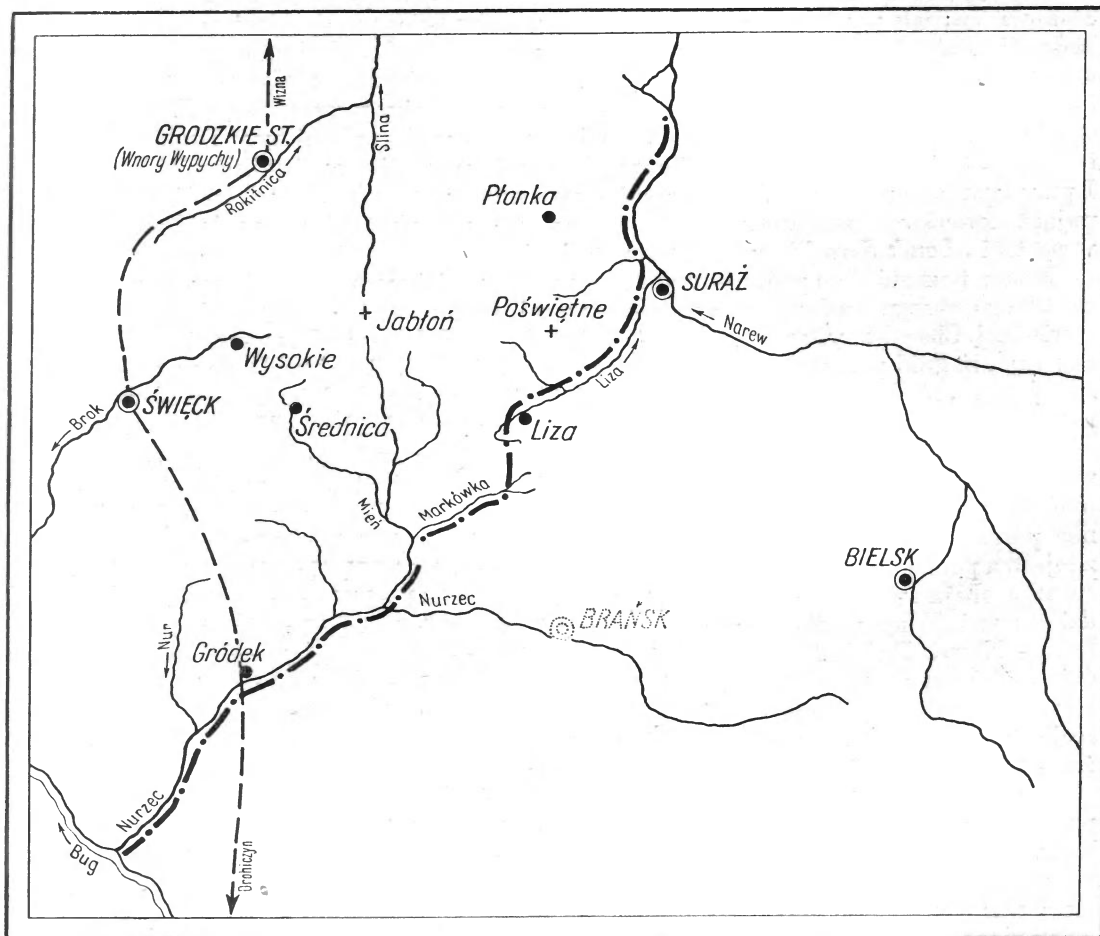 Wizna
GRODZKIE ST.
(Wnory Wypychy)
Rokitnica
Ślina
Płonka
SURAŻ
Narew
Jabłoń
Poświętne
Wysokie
Brok
ŚWIĘCK
Średnica
Liza
Liza
Mień
Markówka
BIELSK
Nurzec
BRAŃSK
Nur
Gródek
Nurzec
Bug
Drohiczyn